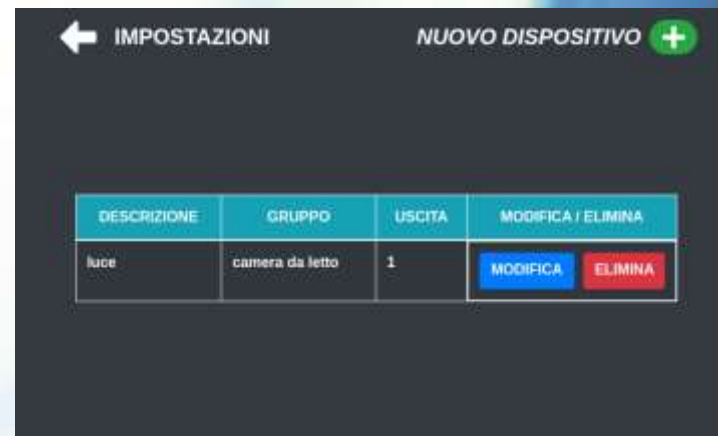 IMPOSTAZIONI NUOVO DISPOSITIVO
DESCRIZIONE GRUPPO USCITA MODIFICA / ELIMINA
luce camera da letto 1 MODIFICA ELIMINA